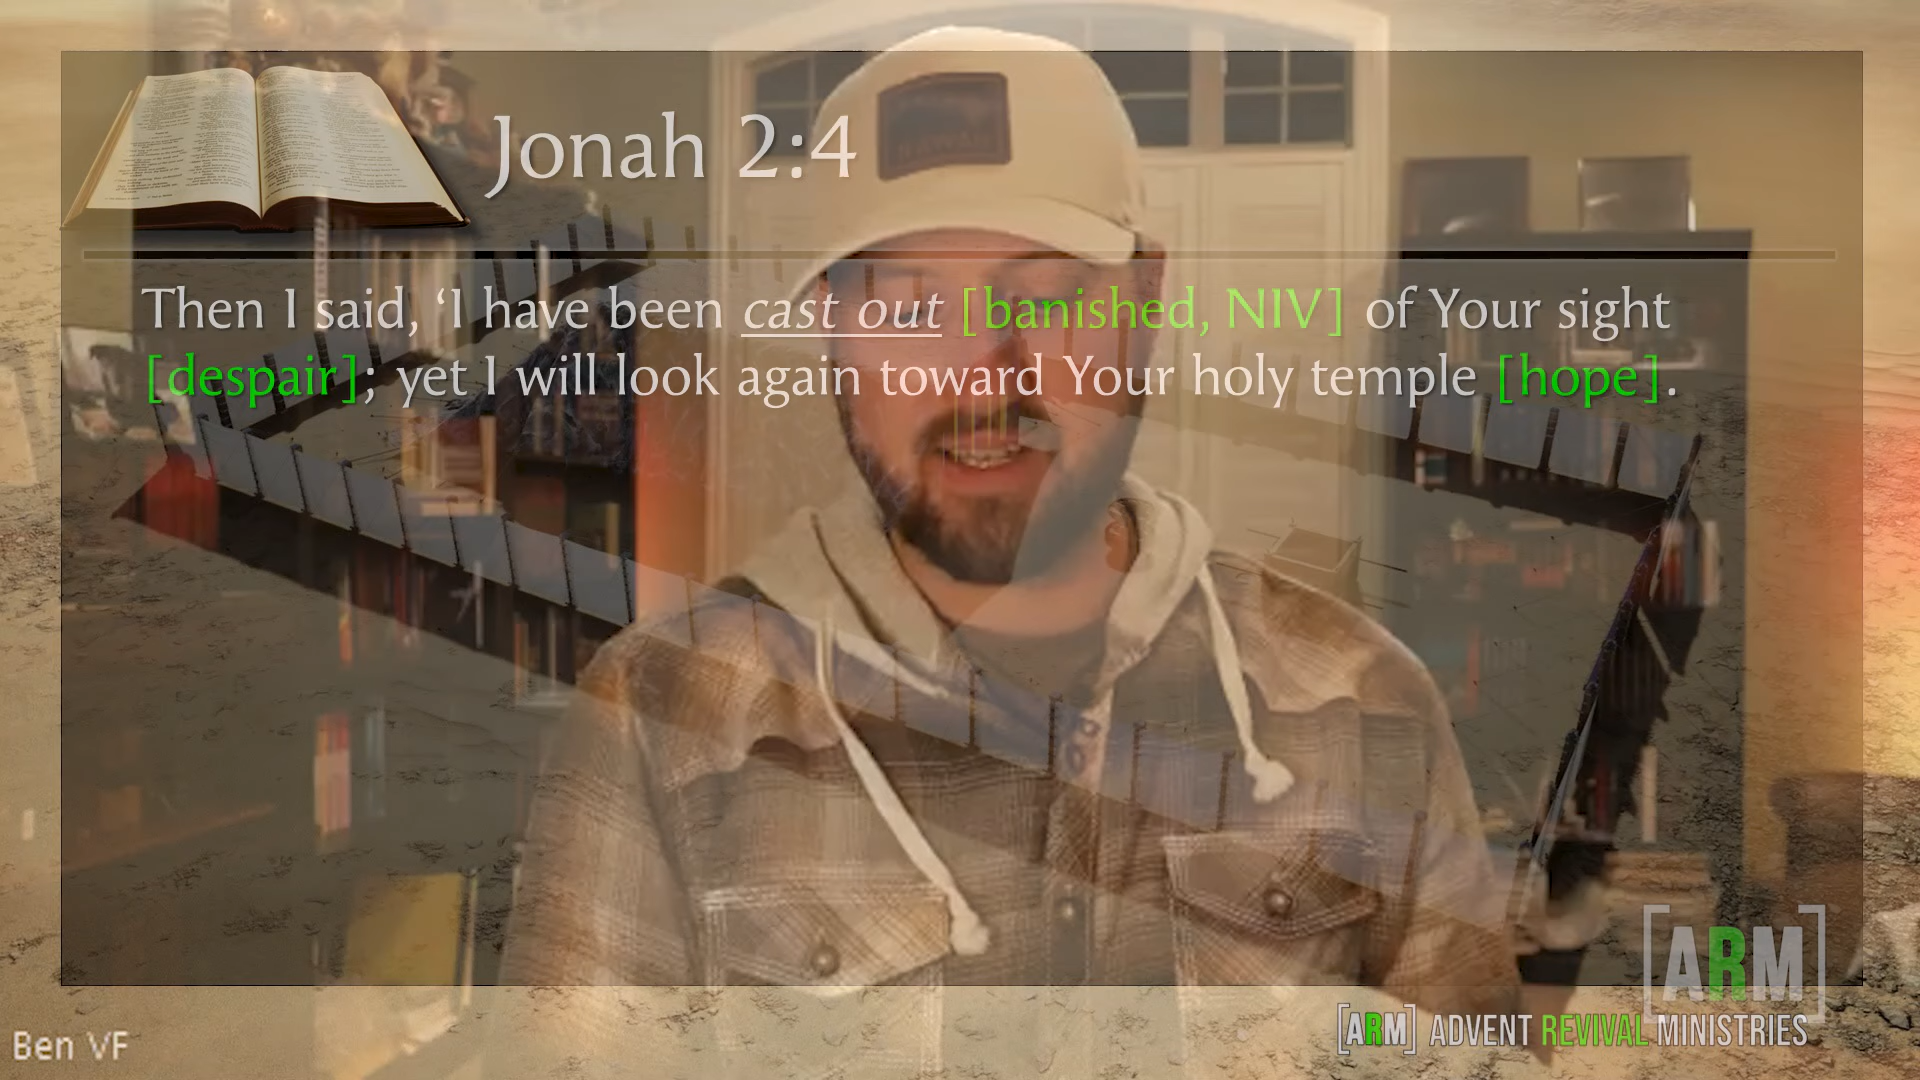 Jonah 2:4
Then I said, ‘I have been cast out [banished, NIV] of Your sight
[despair]; yet I will look again toward Your holy temple [hope].
[ARM]
[ARM] ADVENT REVIVAL MINISTRIES
Ben VF